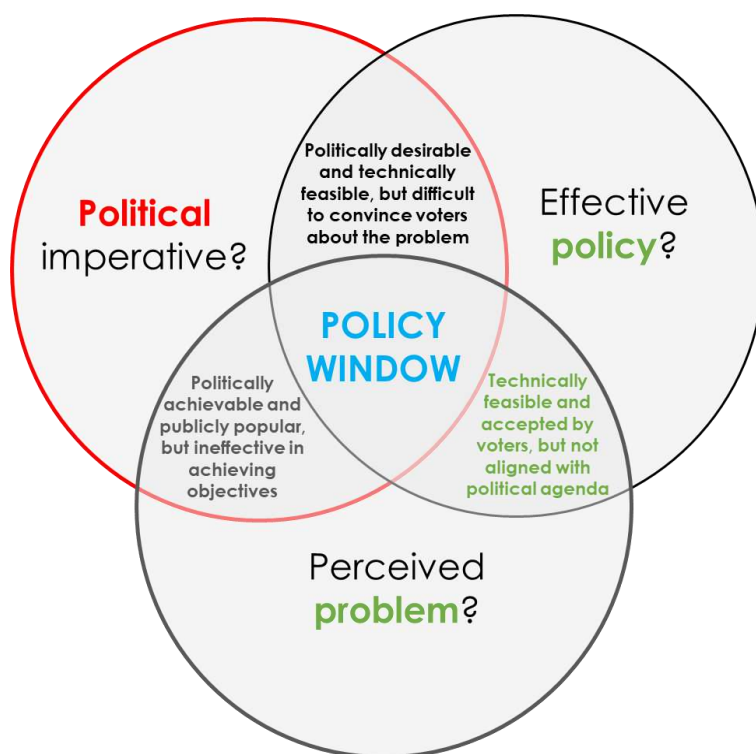 Politically desirable
and technically
feasible, but difficult
to convince voters
about the problem
Political
imperative?
Effective
policy?
POLICY
WINDOW
Politically
achievable and
publicly popular,
but ineffective in
achieving
objectives
Technically
feasible and
accepted by
voters, but not
aligned with
political agenda
Perceived
problem?